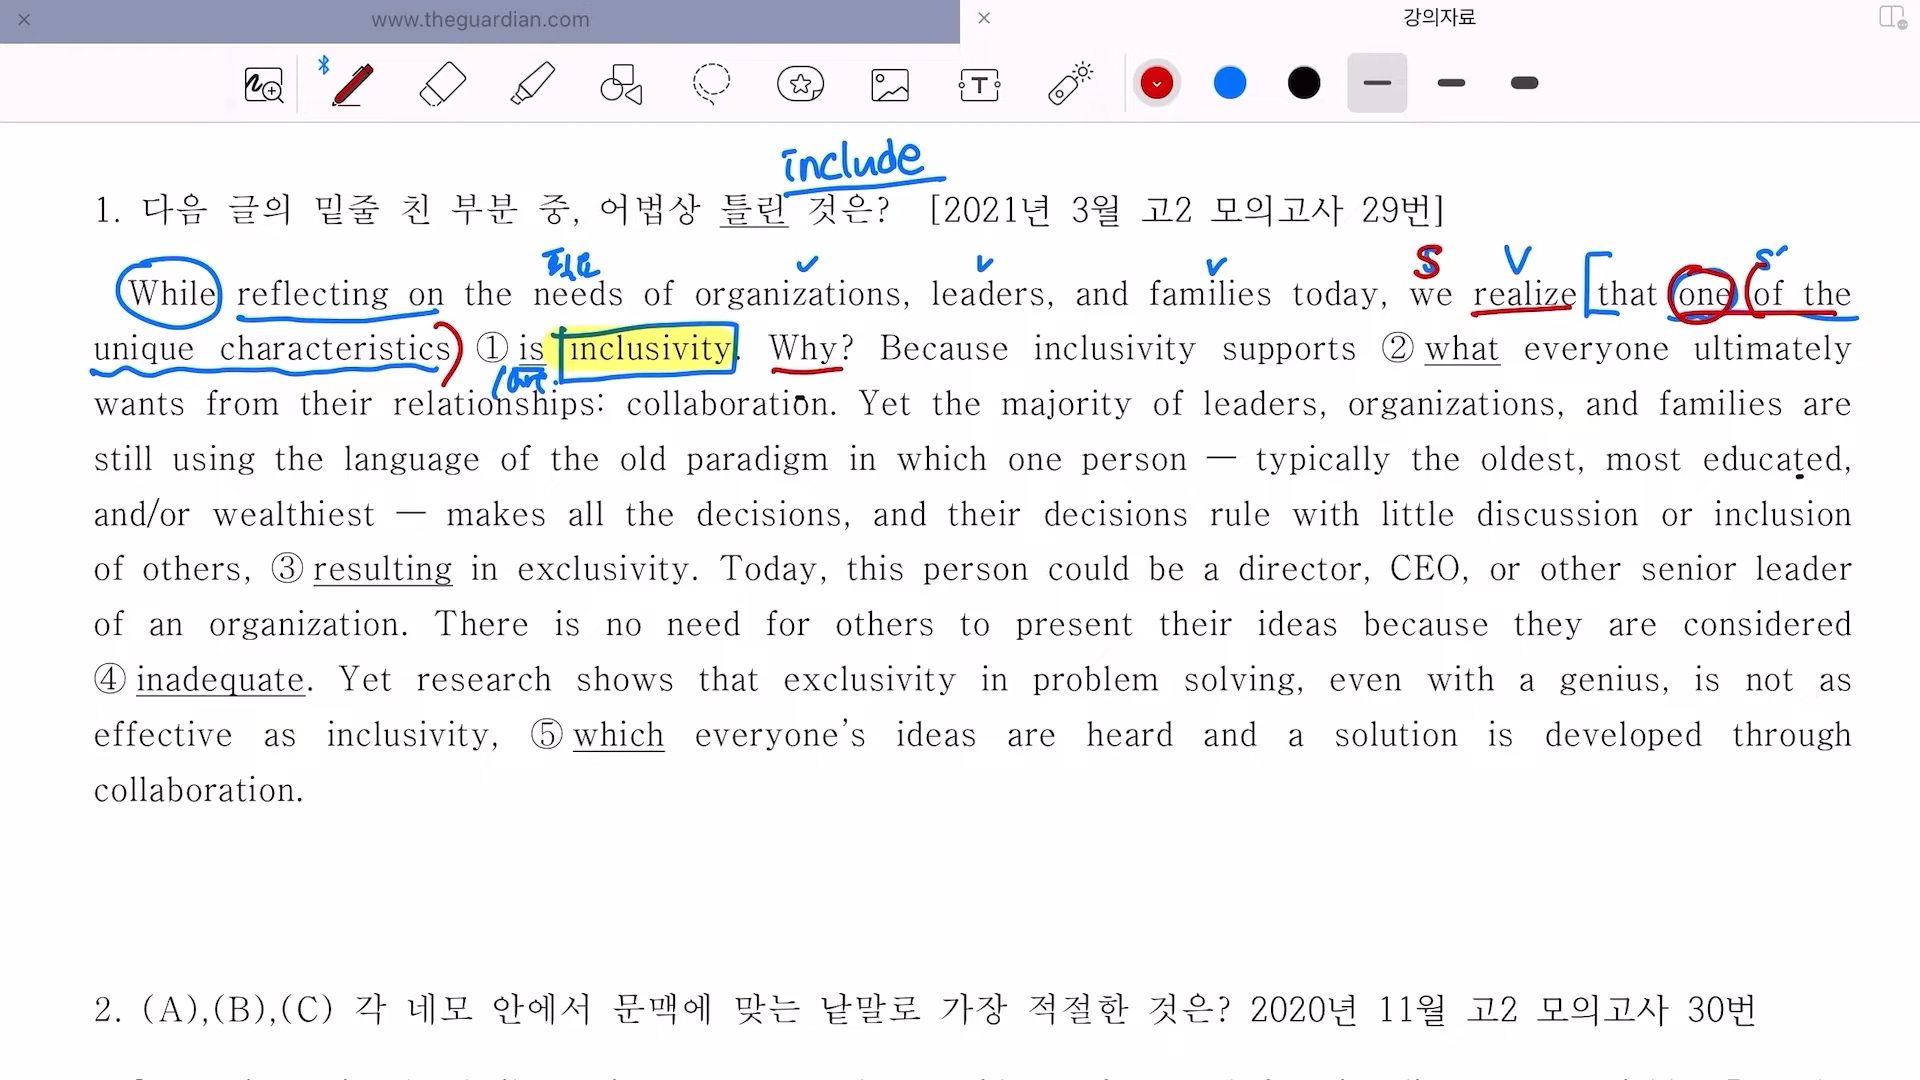 www.theguardian.com
강의자료
include
1. 다음 글의 밑줄 친 부분 중, 어법상 틀린 것은? [2021년 3월 고2 모의고사 29번]
필요 S V S'
While reflecting on the needs of organizations, leaders, and families today, we realize that one of the
unique characteristics ① is inclusivity. Why? Because inclusivity supports ② what everyone ultimately
are
wants from their relationships: collaboration. Yet the majority of leaders, organizations, and families are
still using the language of the old paradigm in which one person — typically the oldest, most educated,
and/or wealthiest — makes all the decisions, and their decisions rule with little discussion or inclusion
of others, ③ resulting in exclusivity. Today, this person could be a director, CEO, or other senior leader
of an organization. There is no need for others to present their ideas because they are considered
④ inadequate. Yet research shows that exclusivity in problem solving, even with a genius, is not as
effective as inclusivity, ⑤ which everyone's ideas are heard and a solution is developed through
collaboration.
2. (A),(B),(C) 각 네모 안에서 문맥에 맞는 낱말로 가장 적절한 것은? 2020년 11월 고2 모의고사 30번